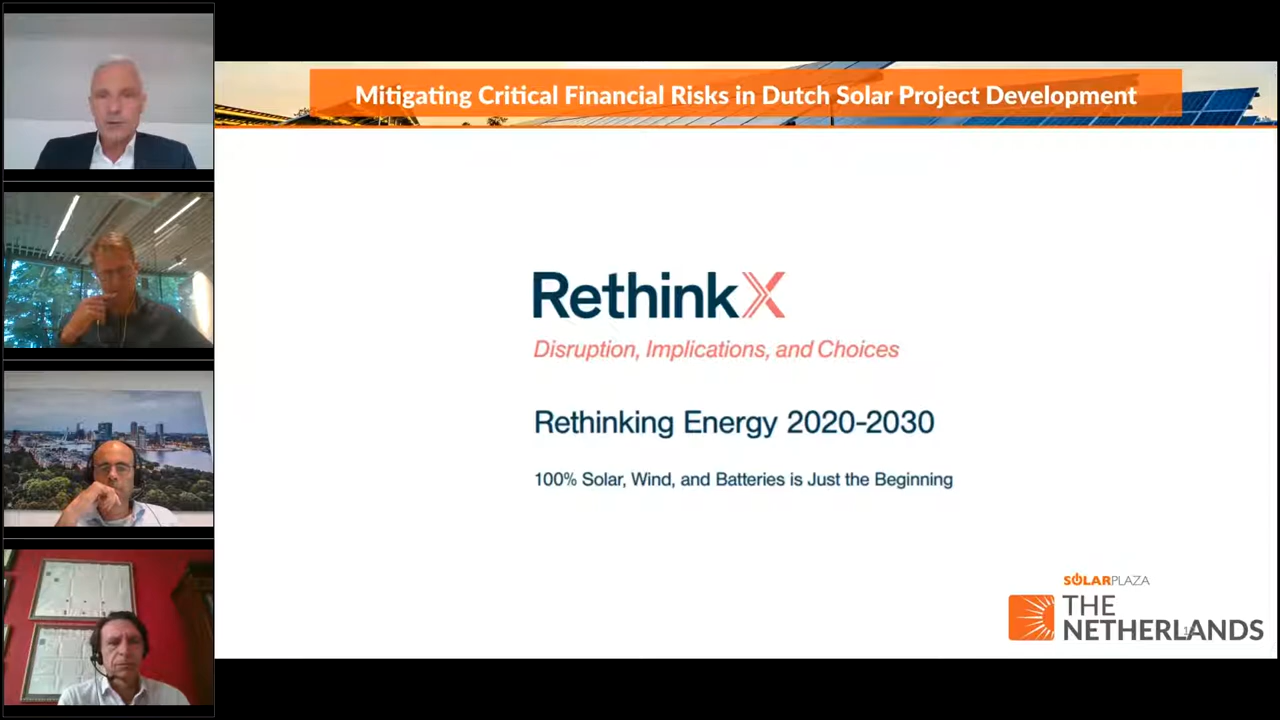 Mitigating Critical Financial Risks in Dutch Solar Project Development
RethinkX
Disruption, Implications, and Choices
Rethinking Energy 2020-2030
100% Solar, Wind, and Batteries is Just the Beginning
SOLARPLAZA
THE
NETHERLANDS